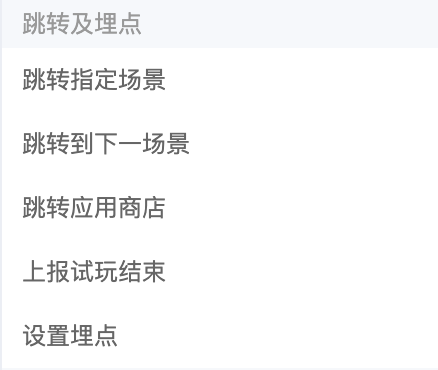 跳转及埋点
跳转指定场景
跳转到下一场景
跳转应用商店
上报试玩结束
设置埋点